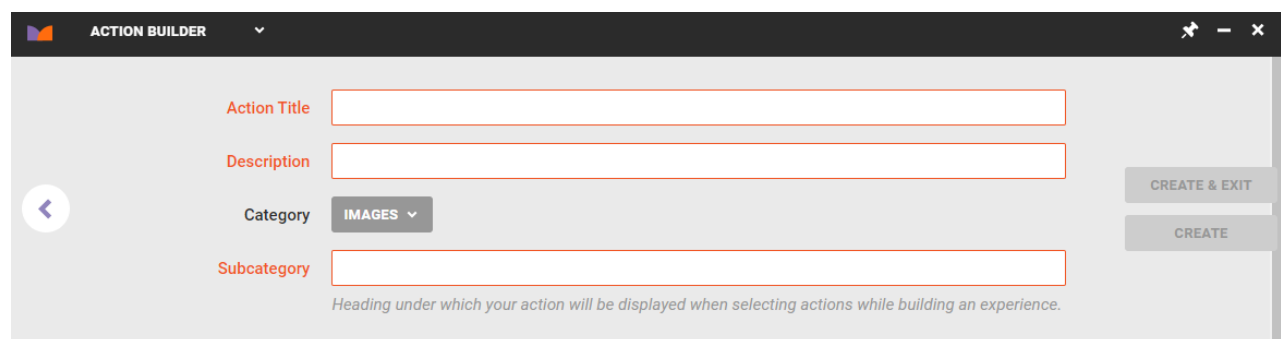 ACTION BUILDER
Action Title
Description
Category
IMAGES
Subcategory
Heading under which your action will be displayed when selecting actions while building an experience.
CREATE & EXIT
CREATE